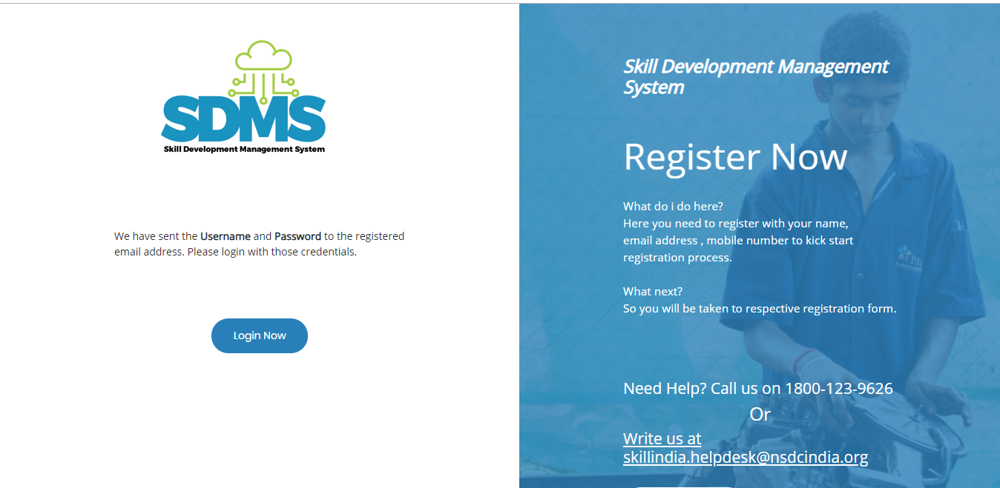 SDMS
Skill Development Management System
We have sent the Username and Password to the registered
email address. Please login with those credentials.
Login Now
Skill Development Management
System
Register Now
What do i do here?
Here you need to register with your name,
email address , mobile number to kick start
registration process.
What next?
So you will be taken to respective registration form.
Need Help? Call us on 1800-123-9626
Or
Write us at
skillindia.helpdesk@nsdcindia.org